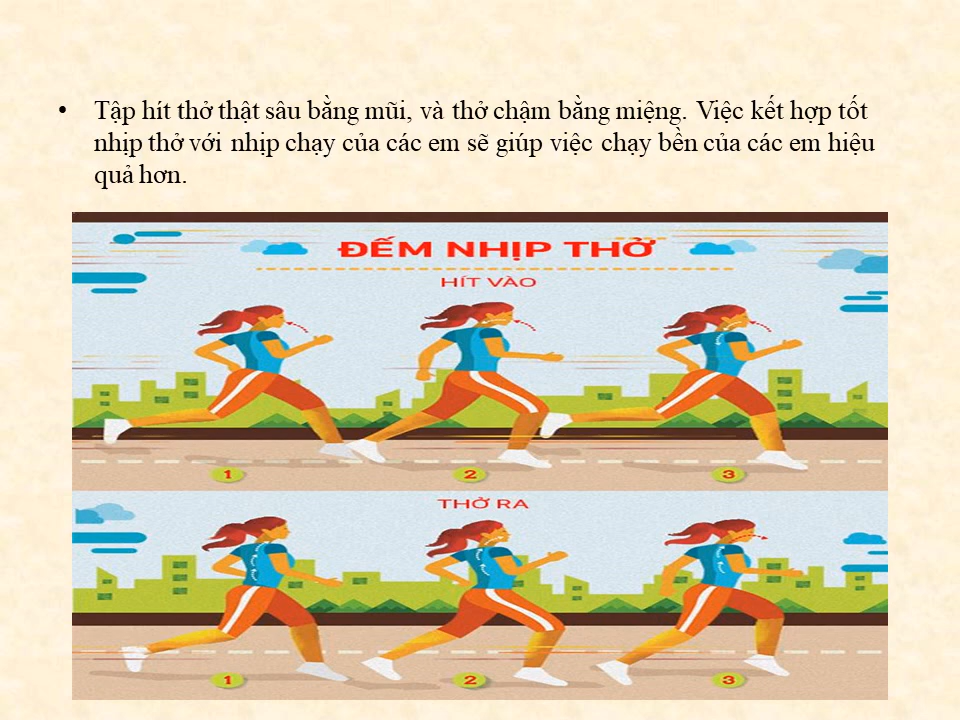 • Tập hít thở thật sâu bằng mũi, và thở chậm bằng miệng. Việc kết hợp tốt
nhịp thở với nhịp chạy của các em sẽ giúp việc chạy bền của các em hiệu
quả hơn.
ĐẾM NHỊP THỞ
HÍT VÀO
1 2 3
THỞ RA
1 2 3